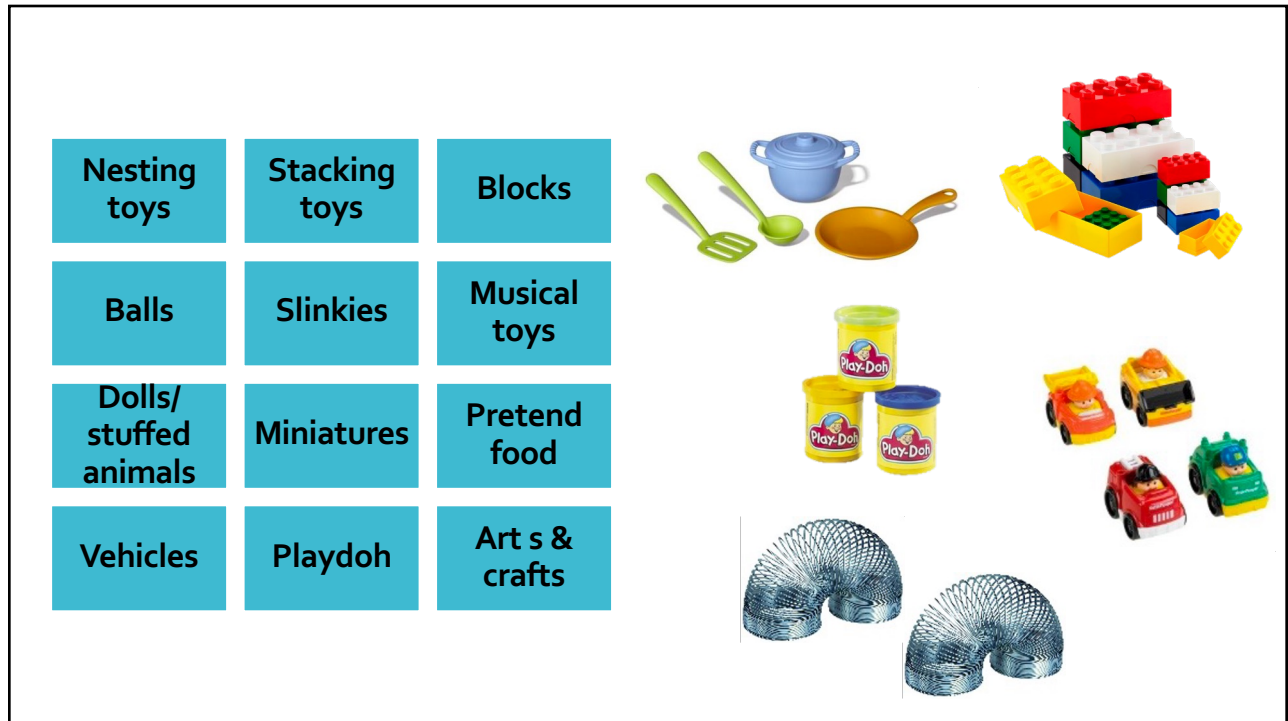 Nesting
toys
Stacking
toys
Blocks
Balls
Slinkies
Musical
toys
Dolls/
stuffed
animals
Miniatures
Pretend
food
Vehicles
Playdoh
Art s &
crafts
Play-Doh
Play-Doh
Play-Doh